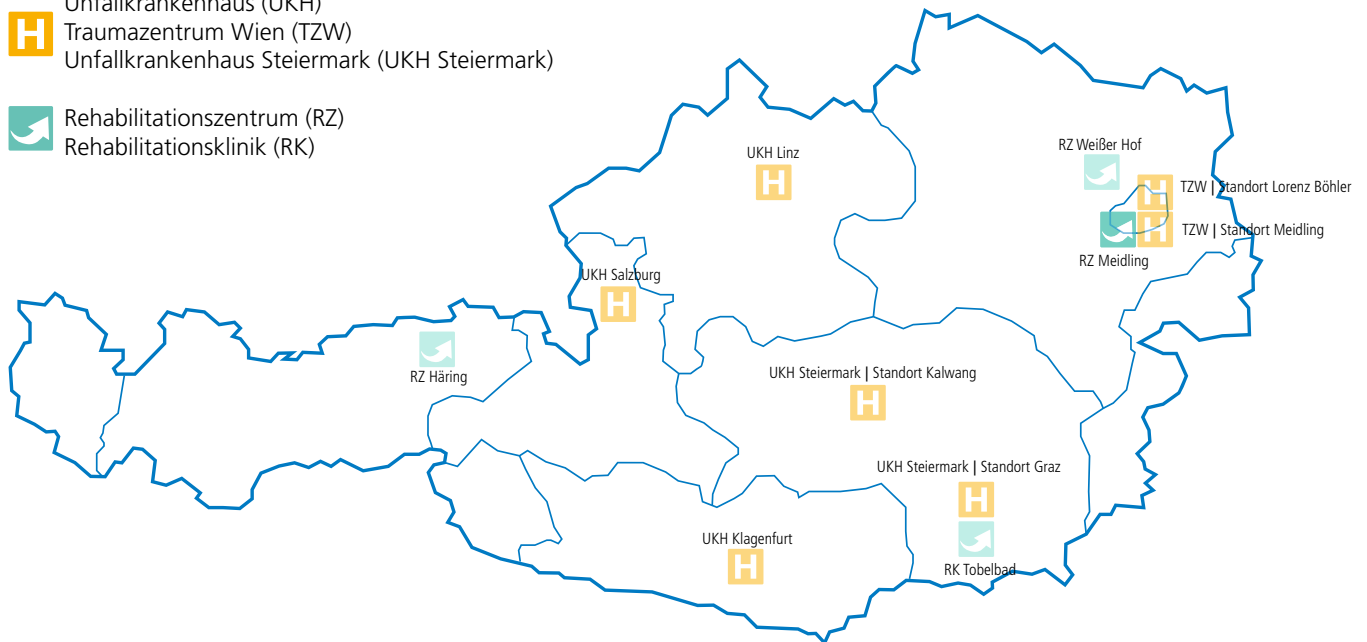 Unfallkrankenhaus (UKH)
H
Traumazentrum Wien (TZW)
Unfallkrankenhaus Steiermark (UKH Steiermark)
Rehabilitationszentrum (RZ)
Rehabilitationsklinik (RK)
UKH Linz
H
RZ Weißer Hof
H
TZW | Standort Lorenz Böhler
H
TZW | Standort Meidling
RZ Meidling
UKH Salzburg
H
RZ Häring
UKH Steiermark | Standort Kalwang
H
UKH Steiermark | Standort Graz
H
UKH Klagenfurt
H
RK Tobelbad